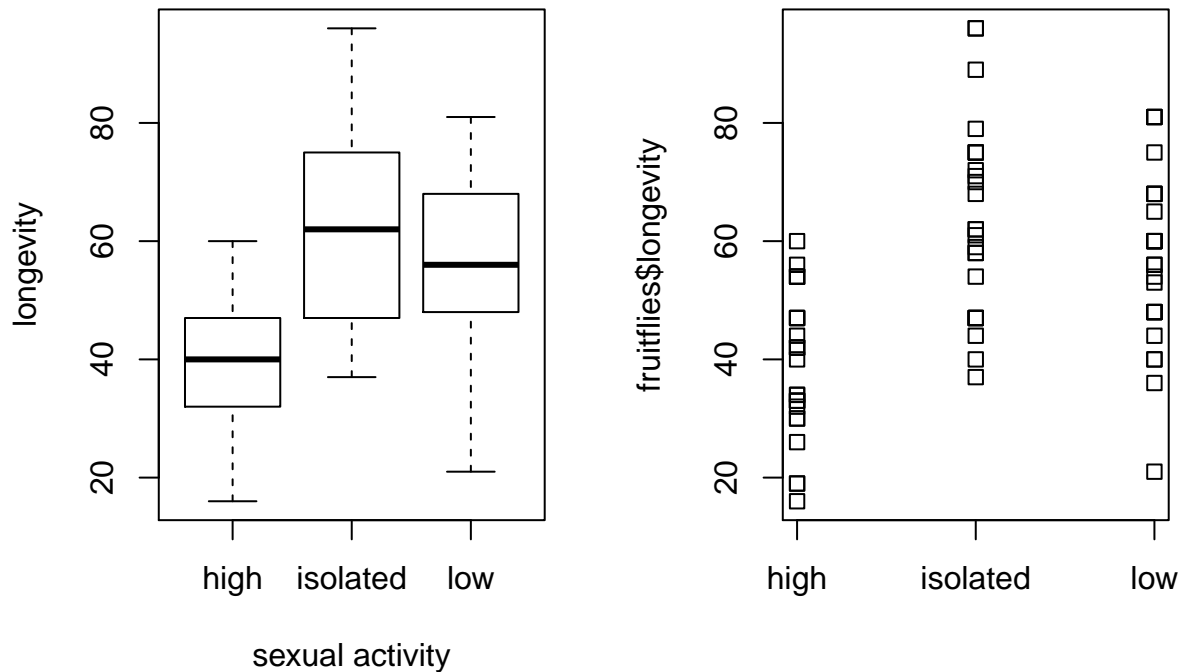 longevity
80
60
40
20
high
isolated
low
sexual activity
fruitflies$longevity
80
60
40
20
high
isolated
low